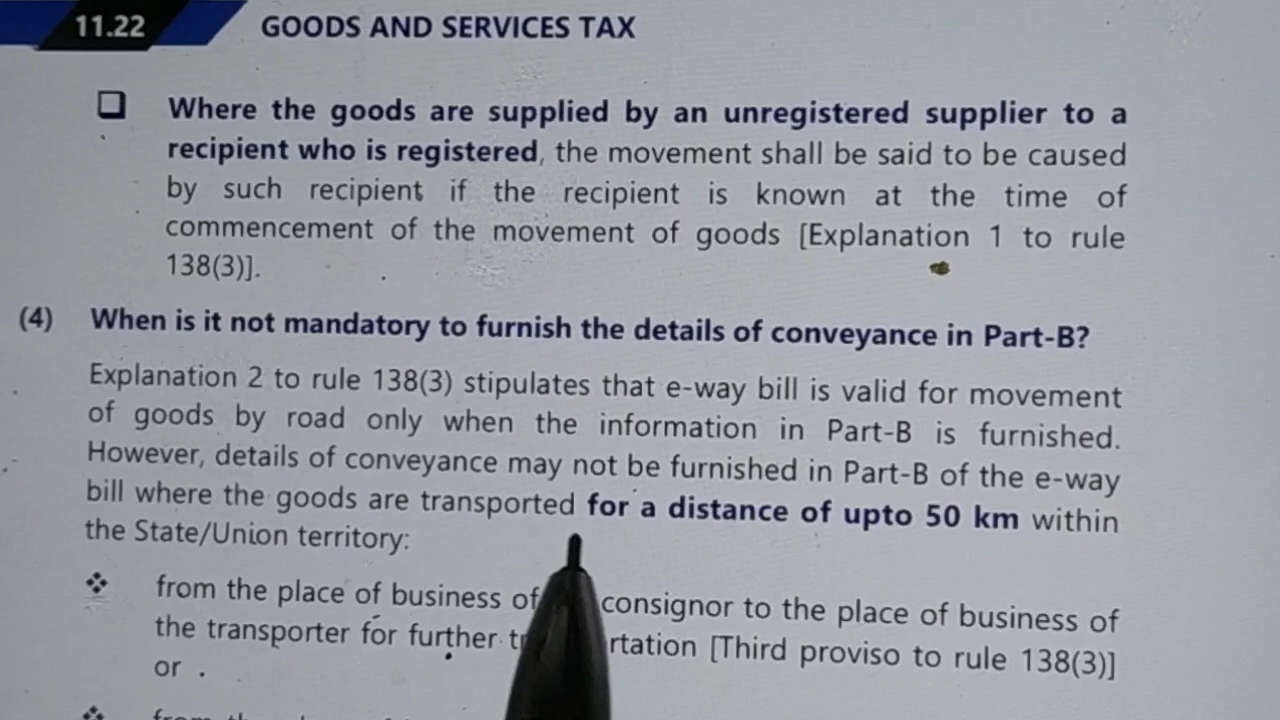 11.22 GOODS AND SERVICES TAX
❑ Where the goods are supplied by an unregistered supplier to a
recipient who is registered, the movement shall be said to be caused
by such recipient if the recipient is known at the time of
commencement of the movement of goods [Explanation 1 to rule
138(3)].
(4) When is it not mandatory to furnish the details of conveyance in Part-B?
Explanation 2 to rule 138(3) stipulates that e-way bill is valid for movement
of goods by road only when the information in Part-B is furnished.
However, details of conveyance may not be furnished in Part-B of the e-way
bill where the goods are transported for a distance of upto 50 km within
the State/Union territory:
❖ from the place of business of consignor to the place of business of
the transporter for further [Third proviso to rule 138(3)]
or